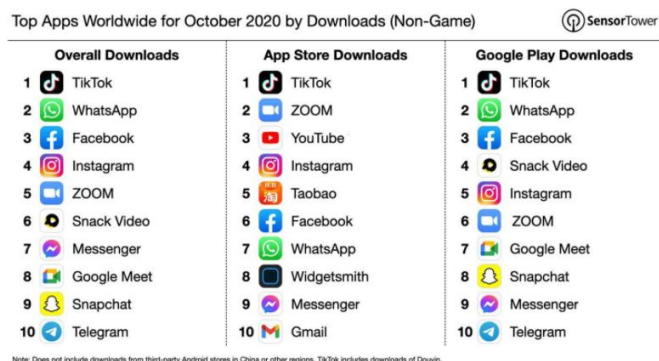 Top Apps Worldwide for October 2020 by Downloads (Non-Game)
SensorTower
Overall Downloads
1 TikTok
2 WhatsApp
3 Facebook
4 Instagram
5 ZOOM
6 Snack Video
7 Messenger
8 Google Meet
9 Snapchat
10 Telegram
App Store Downloads
1 TikTok
2 ZOOM
3 YouTube
4 Instagram
5 Taobao
6 Facebook
7 WhatsApp
8 Widgetsmith
9 Messenger
10 Gmail
Google Play Downloads
1 TikTok
2 WhatsApp
3 Facebook
4 Snack Video
5 Instagram
6 ZOOM
7 Google Meet
8 Snapchat
9 Messenger
10 Telegram
Note: Does not include downloads from third-party Android stores in China or other regions. TikTok includes downloads of Douyin.